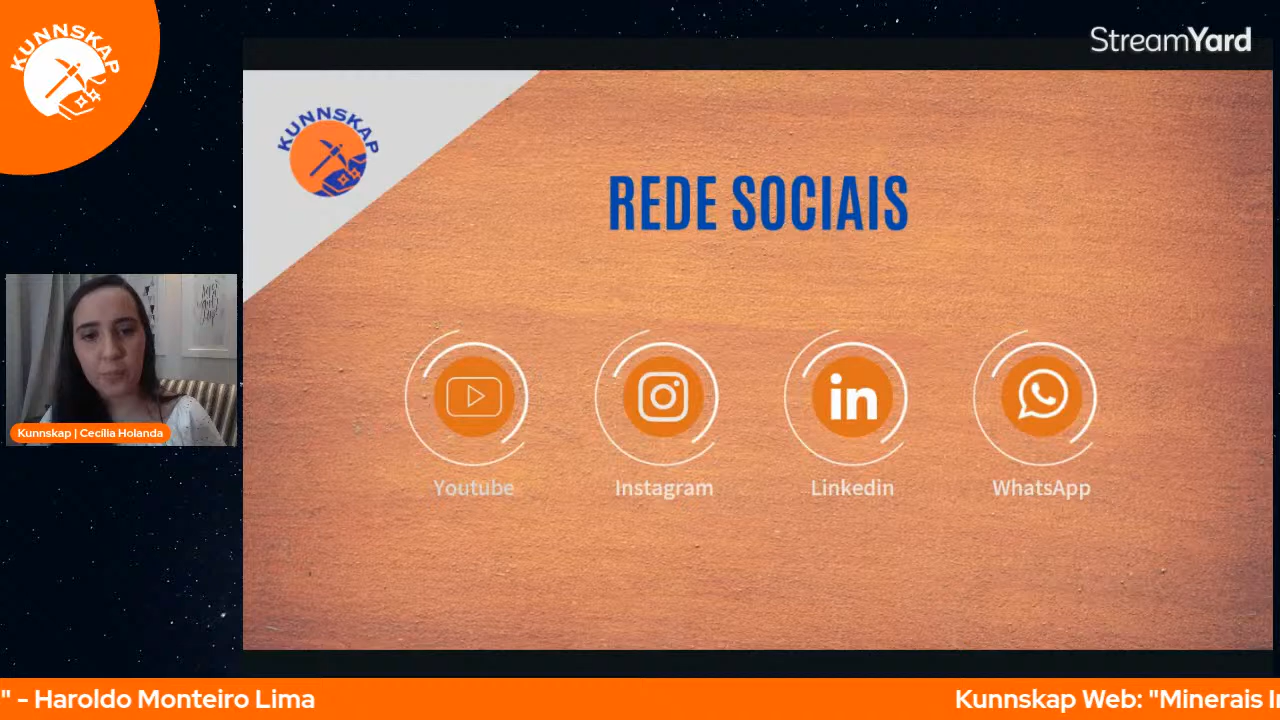 KUNNSKAP
StreamYard
KUNNSKAP
REDE SOCIAIS
Youtube
Instagram
in
Linkedin
WhatsApp
Kunnskap | Cecília Holanda
" - Haroldo Monteiro Lima
Kunnskap Web: "Minerais